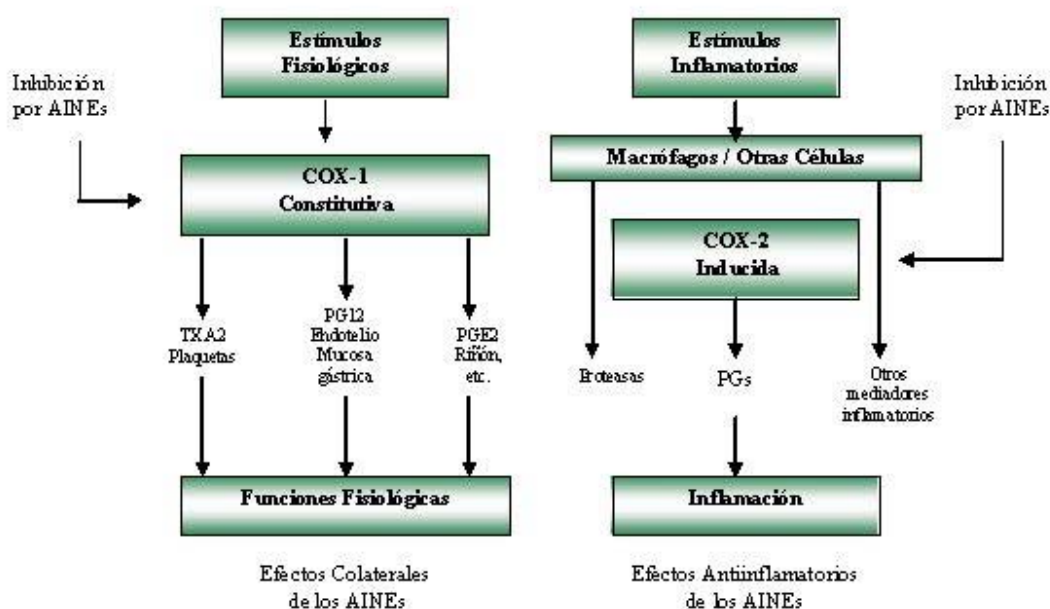 Estímulos
Fisiológicos
Estímulos
Inflamatorios
Inhibición
por AINEs
Inhibición
por AINEs
COX-1
Constitutiva
Macrófagos / Otras Células
COX-2
Inducida
TXA2
Plaquetas
PGI2
Endotelio
Mucosa
gástrica
PGE2
Riñón,
etc.
Proteasas
PGs
Otros
mediadores
inflamatorios
Funciones Fisiológicas
Inflamación
Efectos Colaterales
de los AINEs
Efectos Antiinflamatorios
de los AINEs